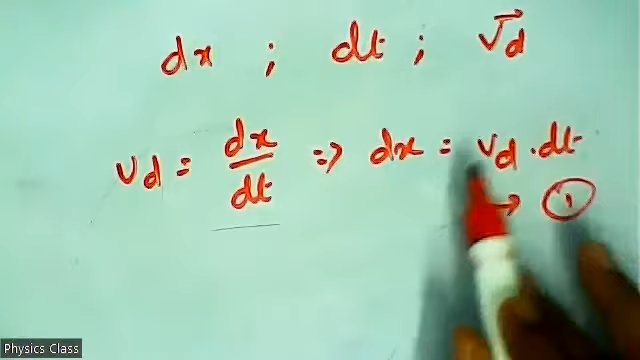 dx ; dt ; v⃗d
vd = dx/dt => dx = vd . dt
→ ①
Physics Class